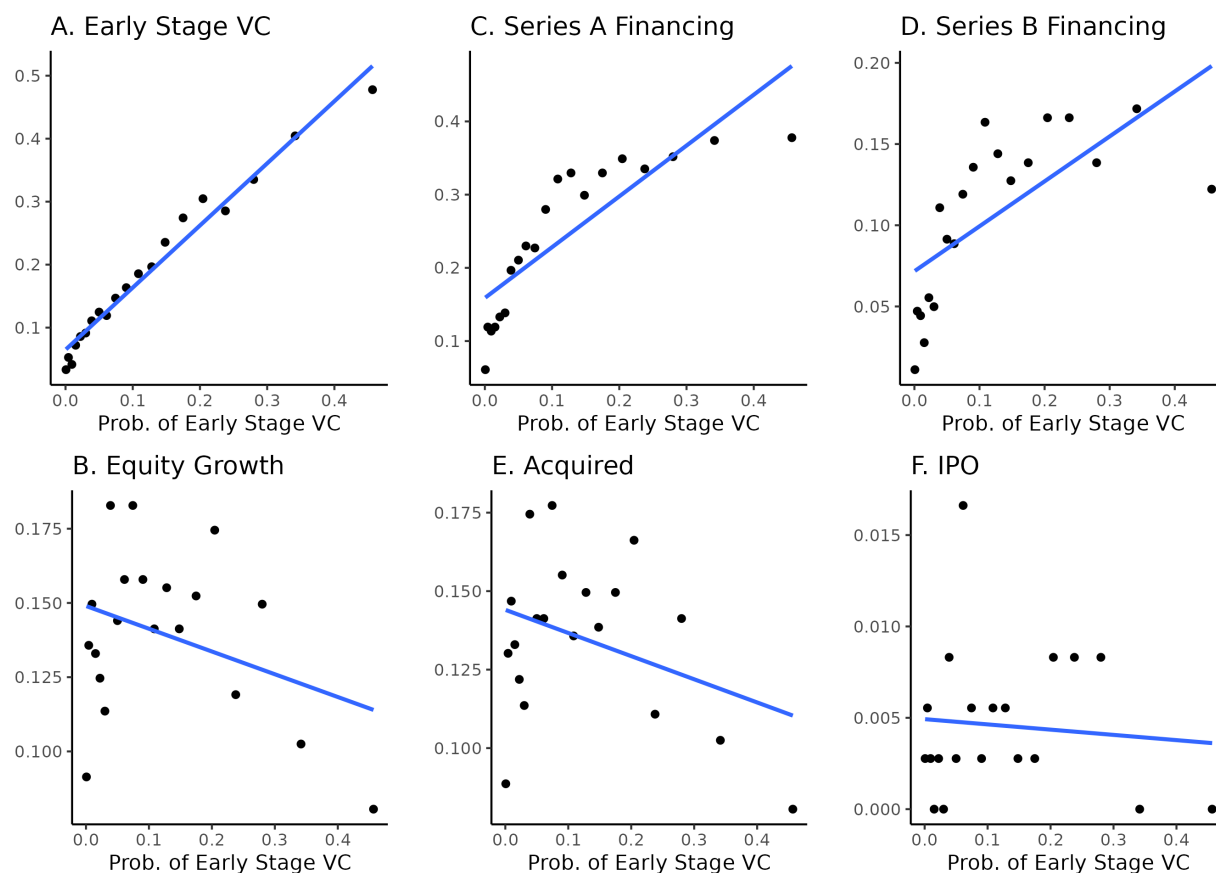 A. Early Stage VC
0.5
0.4
0.3
0.2
0.1
0.0 0.1 0.2 0.3 0.4
Prob. of Early Stage VC
C. Series A Financing
0.4
0.3
0.2
0.1
0.0 0.1 0.2 0.3 0.4
Prob. of Early Stage VC
D. Series B Financing
0.20
0.15
0.10
0.05
0.0 0.1 0.2 0.3 0.4
Prob. of Early Stage VC
B. Equity Growth
0.175
0.150
0.125
0.100
0.0 0.1 0.2 0.3 0.4
Prob. of Early Stage VC
E. Acquired
0.175
0.150
0.125
0.100
0.0 0.1 0.2 0.3 0.4
Prob. of Early Stage VC
F. IPO
0.015
0.010
0.005
0.000
0.0 0.1 0.2 0.3 0.4
Prob. of Early Stage VC